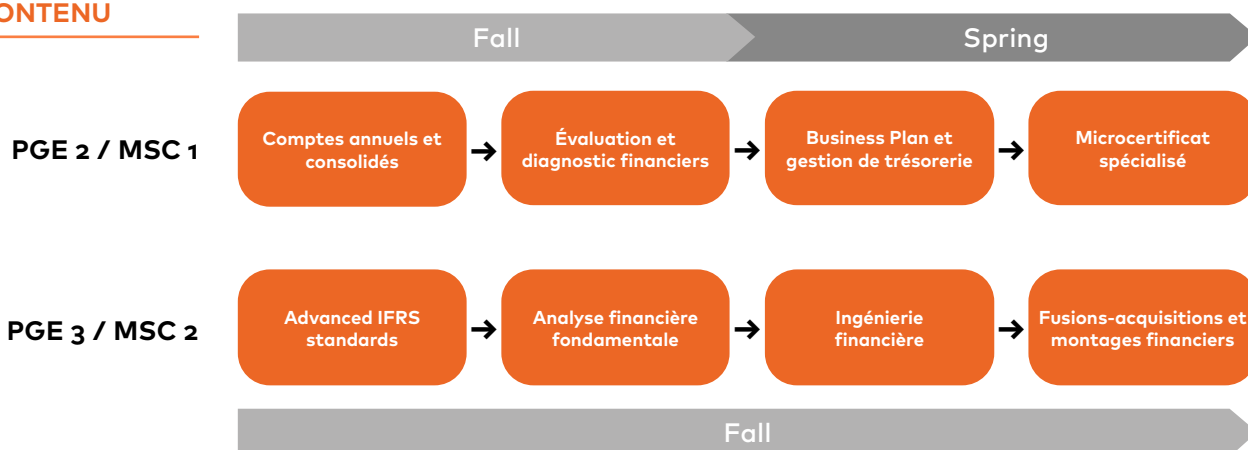 ONTENU
Fall
Spring
PGE 2 / MSC 1
Comptes annuels et
consolidés
Évaluation et
diagnostic financiers
Business Plan et
gestion de trésorerie
Microcertificat
spécialisé
PGE 3 / MSC 2
Advanced IFRS
standards
Analyse financière
fondamentale
Ingénierie
financière
Fusions-acquisitions et
montages financiers
Fall